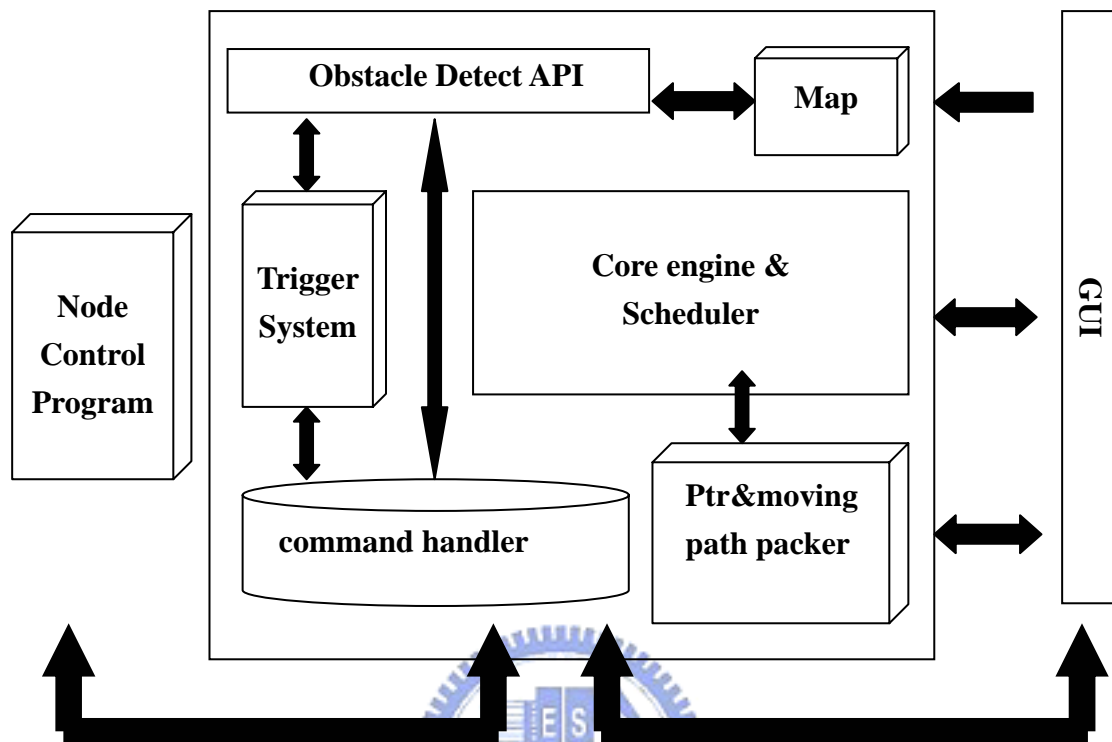 Obstacle Detect API
Map
Node
Control
Program
Trigger
System
Core engine &
Scheduler
GUI
command handler
Ptr&moving
path packer
ES